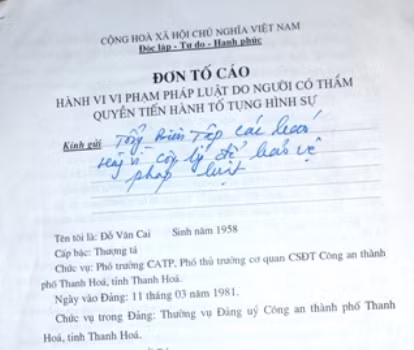 CỘNG HOÀ XÃ HỘI CHỦ NGHĨA VIỆT NAM
Độc lập - Tự do - Hạnh phúc
ĐƠN TỐ CÁO
HÀNH VI VI PHẠM PHÁP LUẬT DO NGƯỜI CÓ THẨM
QUYỀN TIẾN HÀNH TỐ TỤNG HÌNH SỰ
Kính gửi Tổng Biên Tập các báo
vì công lý để bảo vệ
pháp luật
Tên tôi là: Đỗ Văn Cai Sinh năm 1958
Cấp bậc: Thượng tá
Chức vụ: Phó trưởng CATP, Phó thủ trưởng cơ quan CSĐT Công an thành
phố Thanh Hoá, tỉnh Thanh Hoá.
Ngày vào Đảng: 11 tháng 03 năm 1981.
Chức vụ trong Đảng: Thường vụ Đảng uỷ Công an thành phố Thanh
Hoá, tỉnh Thanh Hoá.